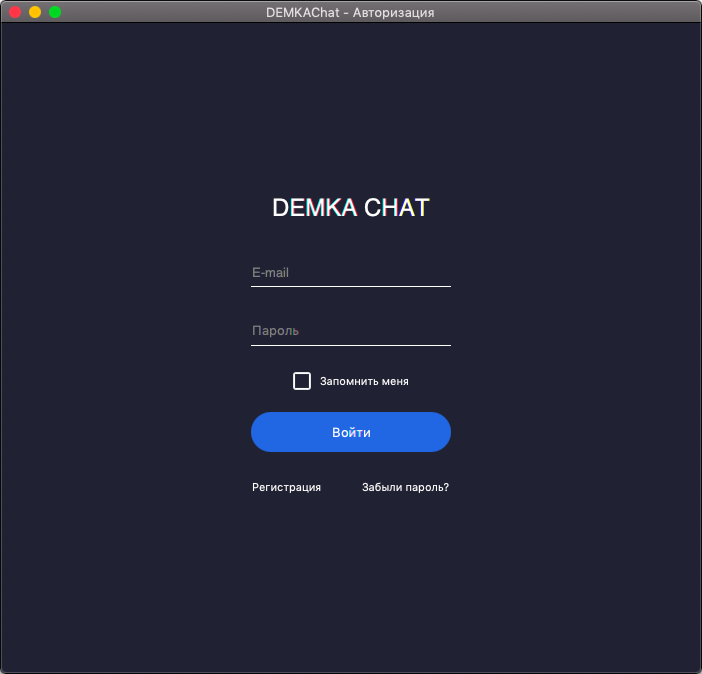 DEMKAChat - Авторизация
DEMKA CHAT
E-mail
Пароль
Запомнить меня
Войти
Регистрация Забыли пароль?